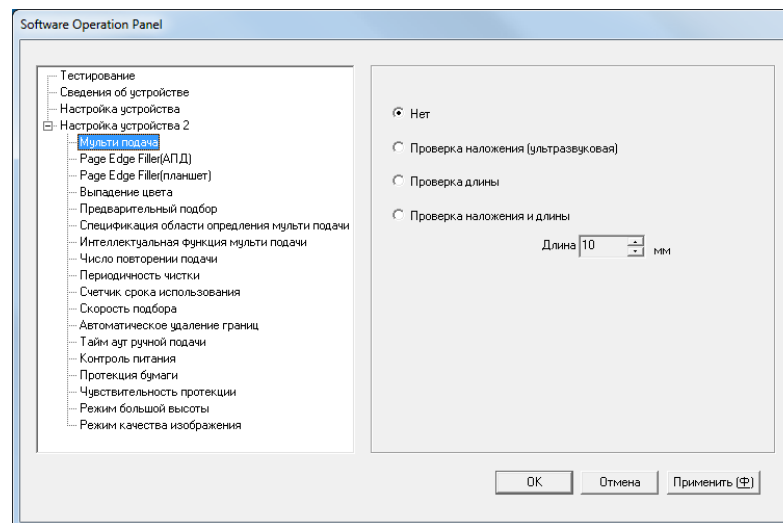 Software Operation Panel
Тестирование
Сведения об устройстве
Настройка устройства
Настройка устройства 2
Мульти подача
Page Edge Filler(АПД)
Page Edge Filler(планшет)
Выпадение цвета
Предварительный подбор
Спецификация области опредления мульти подачи
Интеллектуальная функция мульти подачи
Число повторении подачи
Периодичность чистки
Счетчик срока использования
Скорость подбора
Автоматическое удаление границ
Тайм аут ручной подачи
Контроль питания
Протекция бумаги
Чувствительность протекции
Режим большой высоты
Режим качества изображения
Нет
Проверка наложения (ультразвуковая)
Проверка длины
Проверка наложения и длины
Длина 10 мм
OK Отмена Применить (Ф)